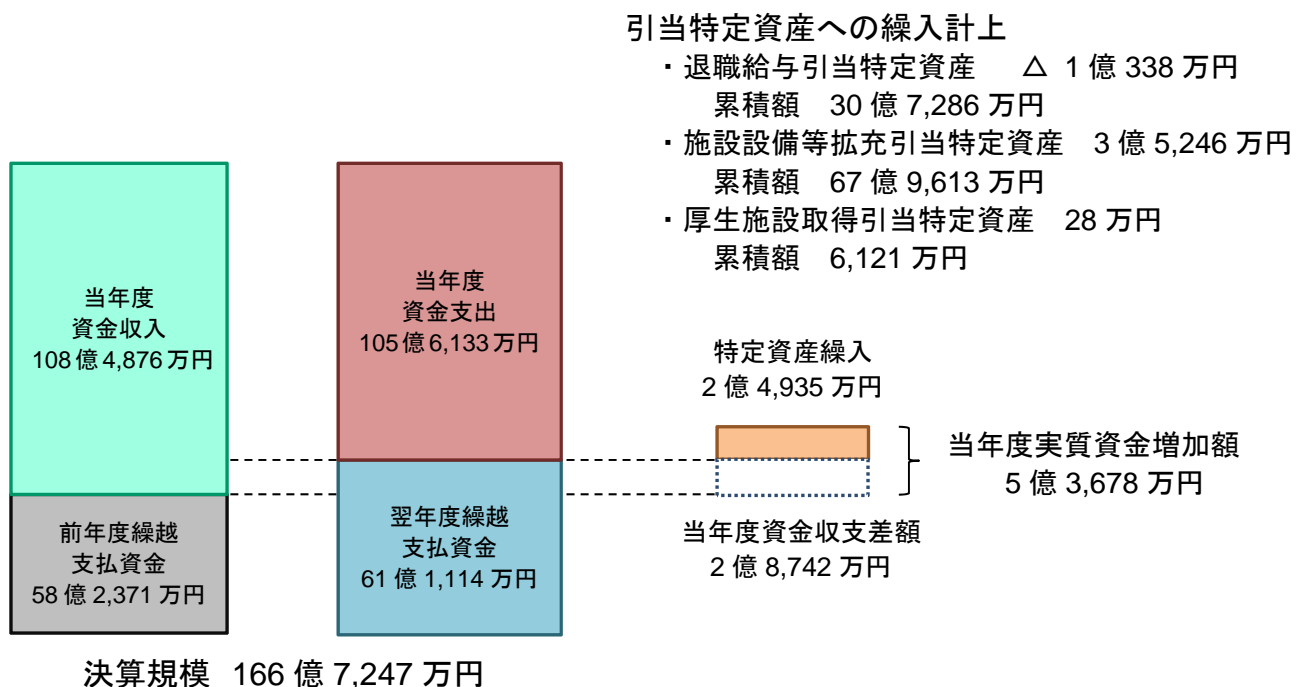 引当特定資産への繰入計上
・退職給与引当特定資産　△ 1 億 338 万円
累積額　30 億 7,286 万円
・施設設備等拡充引当特定資産　3 億 5,246 万円
累積額　67 億 9,613 万円
・厚生施設取得引当特定資産　28 万円
累積額　6,121 万円
当年度
資金収入
108 億 4,876 万円
当年度
資金支出
105 億 6,133 万円
特定資産繰入
2 億 4,935 万円
当年度実質資金増加額
5 億 3,678 万円
前年度繰越
支払資金
58 億 2,371 万円
翌年度繰越
支払資金
61 億 1,114 万円
当年度資金収支差額
2 億 8,742 万円
決算規模　166 億 7,247 万円